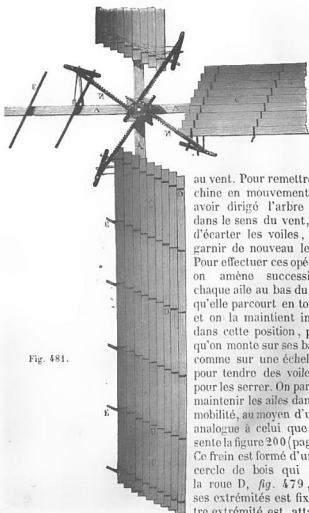 au vent. Pour remettre
chine en mouvement
avoir dirigé l'arbre
dans le sens du vent,
d'écarter les voiles,
garnir de nouveau le
Pour effectuer ces opé
on amène successi
chaque aile au bas du
qu'elle parcourt en to
et on la maintient in
dans cette position, p
qu'on monte sur ses ba
comme sur une échel
pour tendre des voile
pour les serrer. On par
maintenir les ailes dan
mobilité, au moyen d'u
analogue à celui que
sente la figure 200 (pag
Ce frein est formé d'un
cercle de bois qui
la roue D, fig. 479,
ses extrémités est fix
tre extrémité est atta
Fig. 481.
E
A
A
C
D
E
D
E